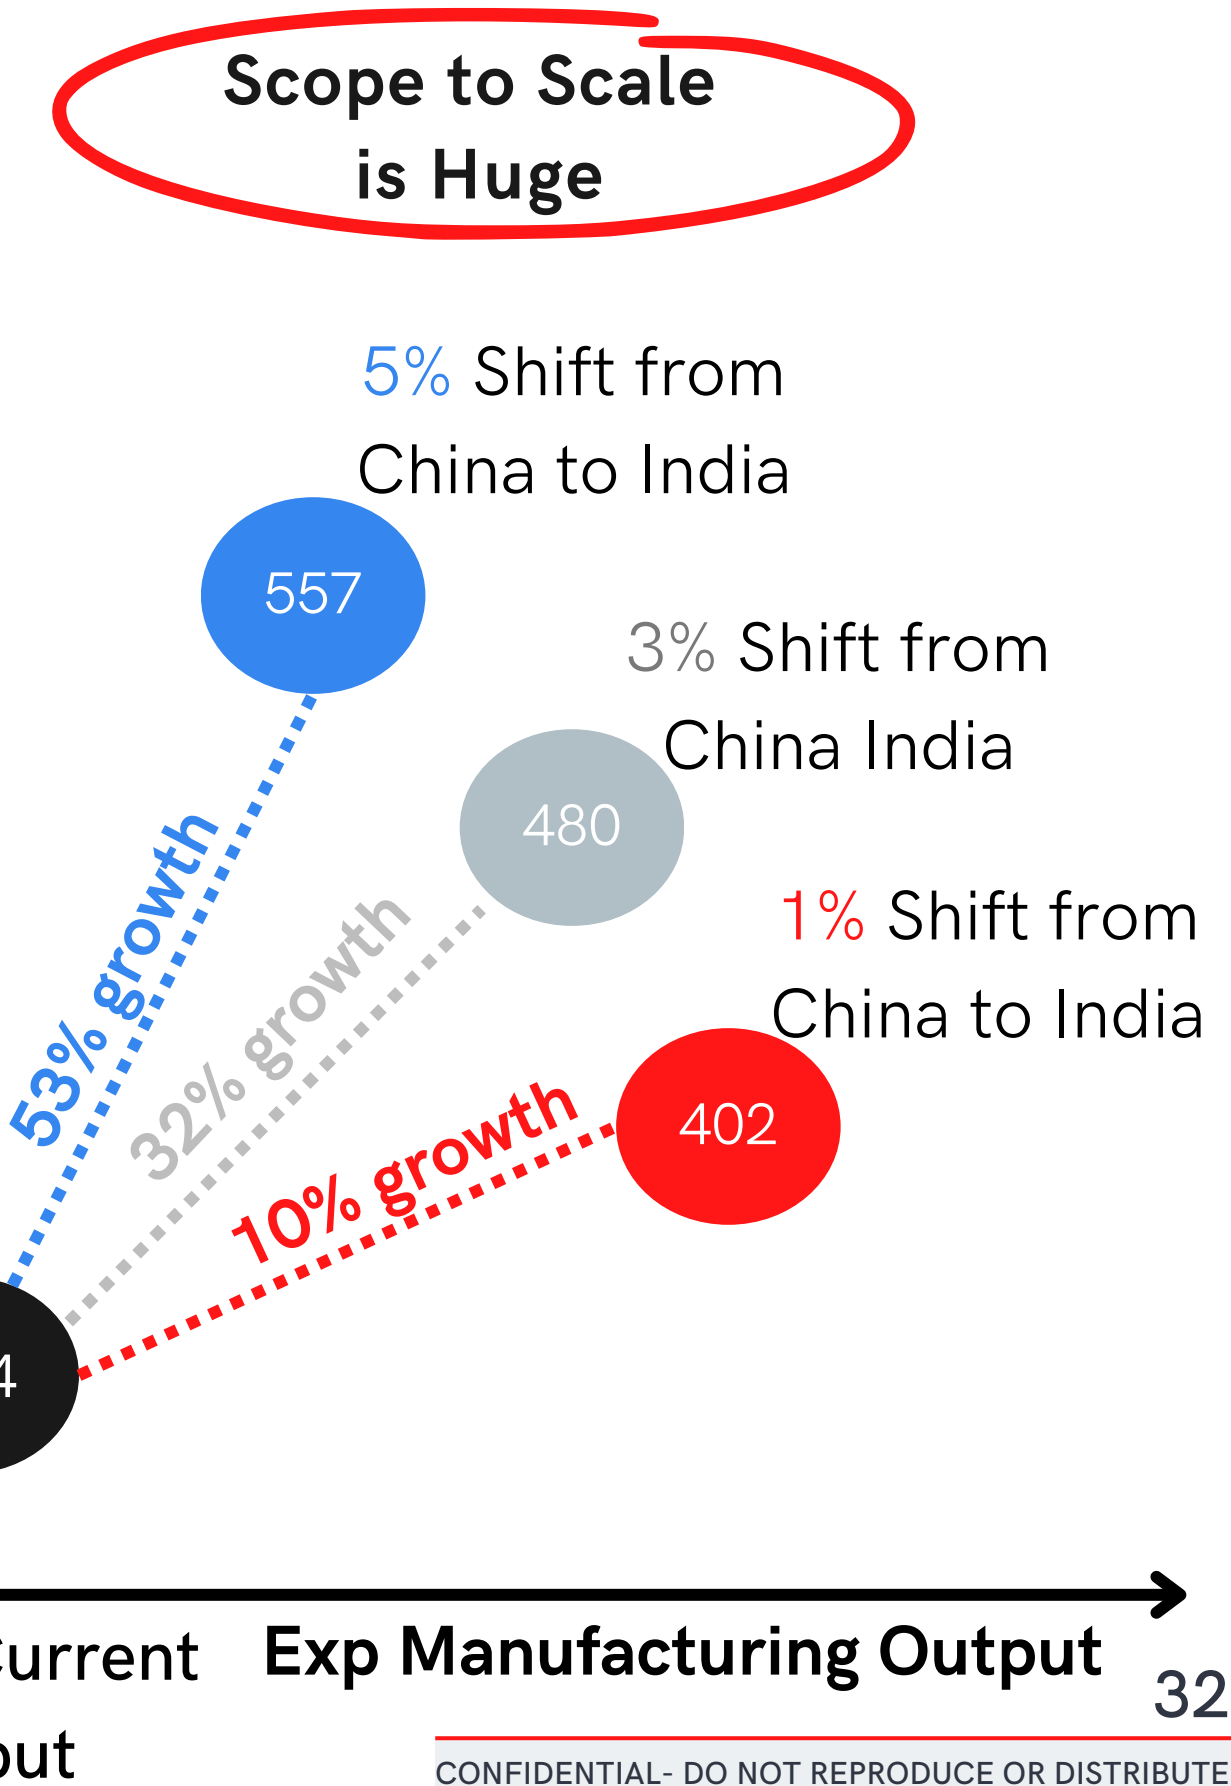 Scope to Scale
is Huge
5% Shift from
China to India
557
3% Shift from
China India
480
1% Shift from
China to India
402
53% growth
32% growth
10% growth
4
Current
Exp Manufacturing Output
32
CONFIDENTIAL- DO NOT REPRODUCE OR DISTRIBUTE